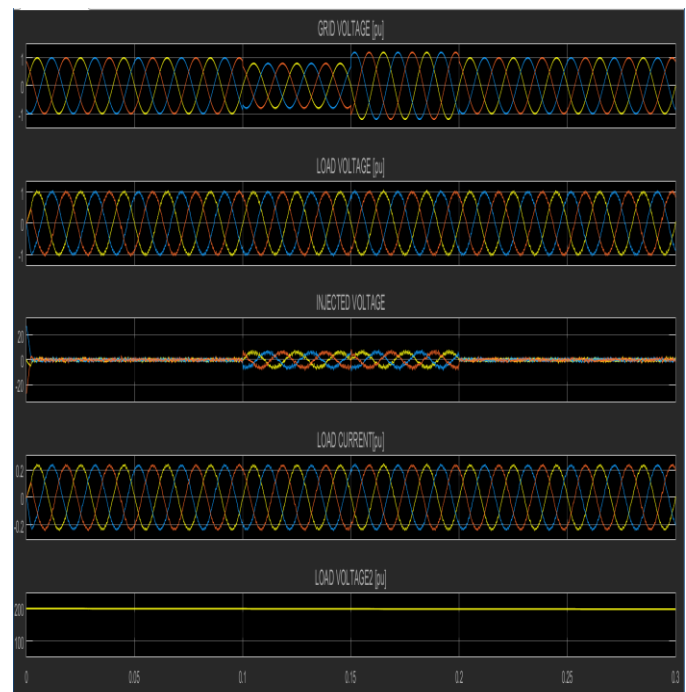 GRID VOLTAGE [pu]
1
0
-1
LOAD VOLTAGE [pu]
1
0
-1
INJECTED VOLTAGE
20
0
-20
LOAD CURRENT[pu]
0.2
0
-0.2
LOAD VOLTAGE2 [pu]
200
100
0 0.05 0.1 0.15 0.2 0.25 0.3